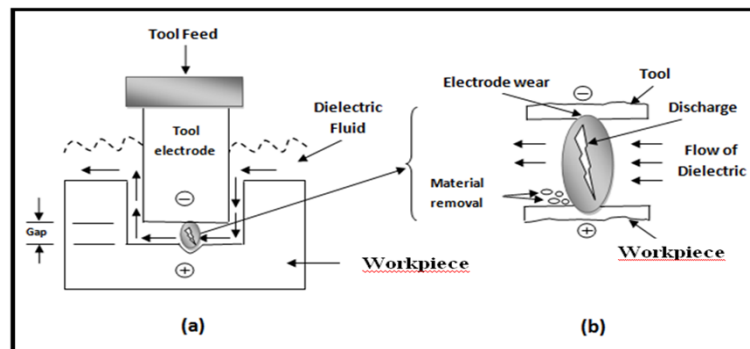 Tool Feed
Tool
electrode
Dielectric
Fluid
−
Gap
+
Workpiece
(a)
Electrode wear
−
Tool
Discharge
Flow of
Dielectric
Material
removal
+
Workpiece
(b)